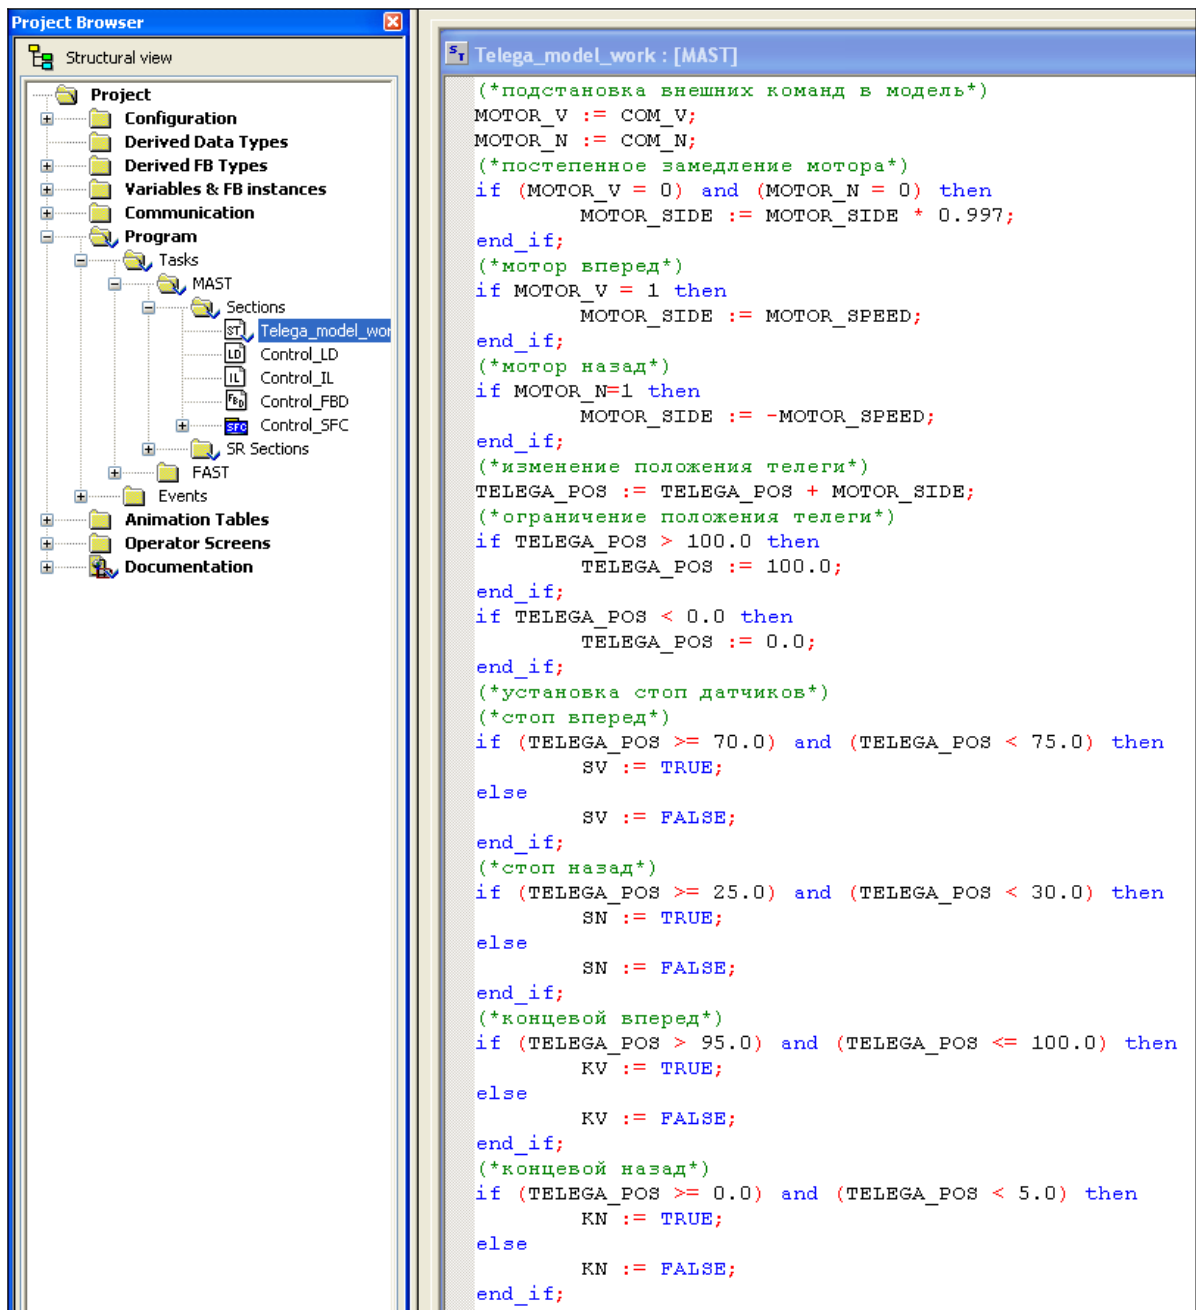 Project Browser
Structural view
Project
Configuration
Derived Data Types
Derived FB Types
Variables & FB instances
Communication
Program
Tasks
MAST
Sections
ST Telega_model_wor
LD Control_LD
IL Control_IL
FBD Control_FBD
SFC Control_SFC
SR Sections
FAST
Events
Animation Tables
Operator Screens
Documentation
ST Telega_model_work : [MAST]
(*подстановка внешних команд в модель*)
MOTOR_V := COM_V;
MOTOR_N := COM_N;
(*постепенное замедление мотора*)
if (MOTOR_V = 0) and (MOTOR_N = 0) then
MOTOR_SIDE := MOTOR_SIDE * 0.997;
end_if;
(*мотор вперед*)
if MOTOR_V = 1 then
MOTOR_SIDE := MOTOR_SPEED;
end_if;
(*мотор назад*)
if MOTOR_N=1 then
MOTOR_SIDE := -MOTOR_SPEED;
end_if;
(*изменение положения телеги*)
TELEGA_POS := TELEGA_POS + MOTOR_SIDE;
(*ограничение положения телеги*)
if TELEGA_POS > 100.0 then
TELEGA_POS := 100.0;
end_if;
if TELEGA_POS < 0.0 then
TELEGA_POS := 0.0;
end_if;
(*установка стоп датчиков*)
(*стоп вперед*)
if (TELEGA_POS >= 70.0) and (TELEGA_POS < 75.0) then
SV := TRUE;
else
SV := FALSE;
end_if;
(*стоп назад*)
if (TELEGA_POS >= 25.0) and (TELEGA_POS < 30.0) then
SN := TRUE;
else
SN := FALSE;
end_if;
(*концевой вперед*)
if (TELEGA_POS > 95.0) and (TELEGA_POS <= 100.0) then
KV := TRUE;
else
KV := FALSE;
end_if;
(*концевой назад*)
if (TELEGA_POS >= 0.0) and (TELEGA_POS < 5.0) then
KN := TRUE;
else
KN := FALSE;
end_if;